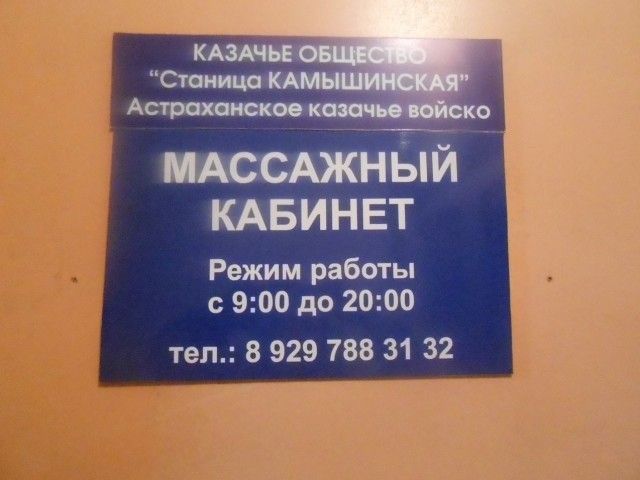 КАЗАЧЬЕ ОБЩЕСТВО
“Станица КАМЫШИНСКАЯ”
Астраханское казачье войско
МАССАЖНЫЙ
КАБИНЕТ
Режим работы
с 9:00 до 20:00
тел.: 8 929 788 31 32